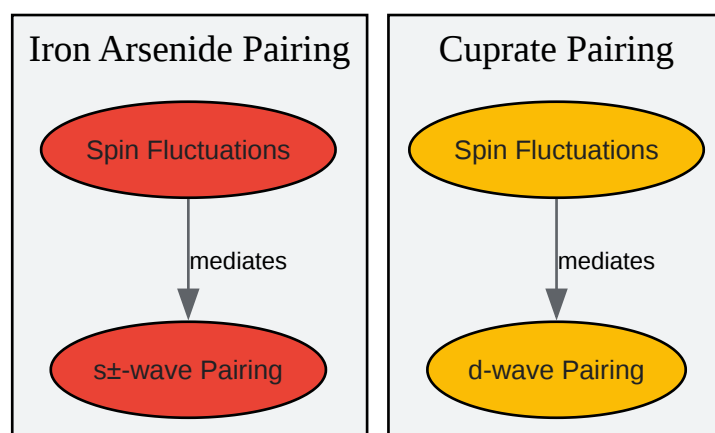 Iron Arsenide Pairing
Spin Fluctuations
mediates
s±-wave Pairing
Cuprate Pairing
Spin Fluctuations
mediates
d-wave Pairing